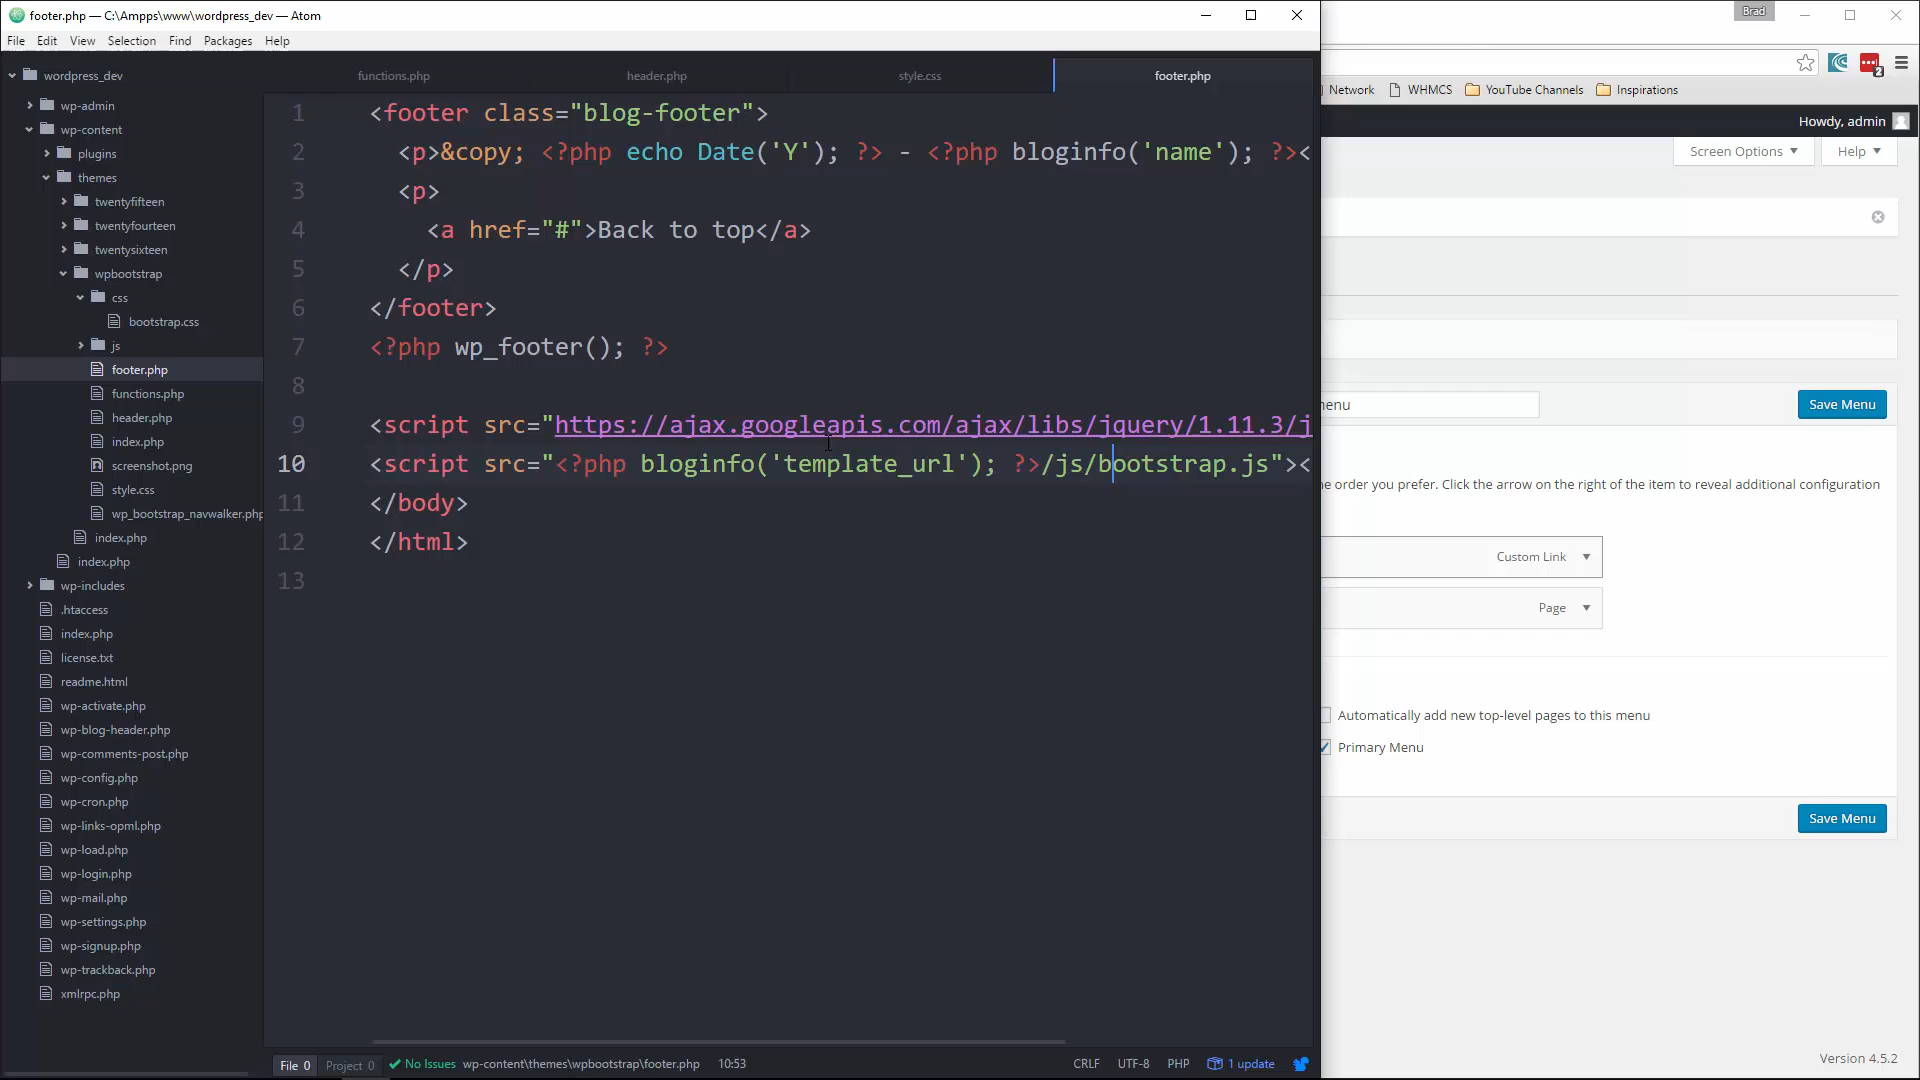 footer.php — C:\Ampps\www\wordpress_dev — Atom
File Edit View Selection Find Packages Help
wordpress_dev
wp-admin
wp-content
plugins
themes
twentyfifteen
twentyfourteen
twentysixteen
wpbootstrap
css
bootstrap.css
js
footer.php
functions.php
header.php
index.php
screenshot.png
style.css
wp_bootstrap_navwalker.php
index.php
index.php
wp-includes
.htaccess
index.php
license.txt
readme.html
wp-activate.php
wp-blog-header.php
wp-comments-post.php
wp-config.php
wp-cron.php
wp-links-opml.php
wp-load.php
wp-login.php
wp-mail.php
wp-settings.php
wp-signup.php
wp-trackback.php
xmlrpc.php
functions.php header.php style.css footer.php
1 <footer class="blog-footer">
2 <p>&copy; <?php echo Date('Y'); ?> - <?php bloginfo('name'); ?><
3 <p>
4 <a href="#">Back to top</a>
5 </p>
6 </footer>
7 <?php wp_footer(); ?>
8
9 <script src="https://ajax.googleapis.com/ajax/libs/jquery/1.11.3/j
10 <script src="<?php bloginfo('template_url'); ?>/js/bootstrap.js"><
11 </body>
12 </html>
13
File 0 Project 0 No Issues wp-content\themes\wpbootstrap\footer.php 10:53 CRLF UTF-8 PHP 1 update
Brad
2
Network WHMCS YouTube Channels Inspirations
Howdy, admin
Screen Options Help
menu Save Menu
he order you prefer. Click the arrow on the right of the item to reveal additional configuration
Custom Link
Page
Automatically add new top-level pages to this menu
Primary Menu
Save Menu
Version 4.5.2